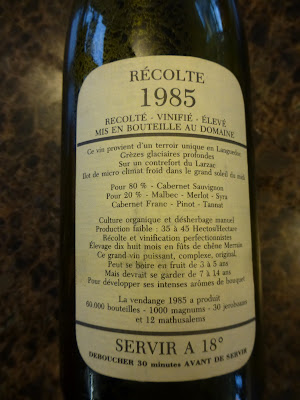 RÉCOLTE
1985
RECOLTÉ - VINIFIÉ - ÉLEVÉ
MIS EN BOUTEILLE AU DOMAINE
Ce vin provient d'un terroir unique en Languedoc
Grèzes glaciaires profondes
Sur un contrefort du Larzac
Ilot de micro climat froid dans le grand soleil du midi
Pour 80 % - Cabernet Sauvignon
Pour 20 % - Malbec - Merlot - Syra
Cabernet Franc - Pinot - Tannat
Culture organique et désherbage manuel
Production faible : 35 à 45 Hectos/Hectare
Récolte et vinification perfectionnistes
Élevage dix huit mois en fûts de chêne Merrain
Ce grand vin puissant, complexe, original,
Peut se boire en fruit de 3 à 5 ans
Mais devrait se garder de 7 à 14 ans
Pour développer ses intenses arômes de bouquet
La vendange 1985 a produit
60.000 bouteilles - 1000 magnums - 30 jeroboams
et 12 mathusalems
SERVIR A 18°
DEBOUCHER 30 minutes AVANT DE SERVIR